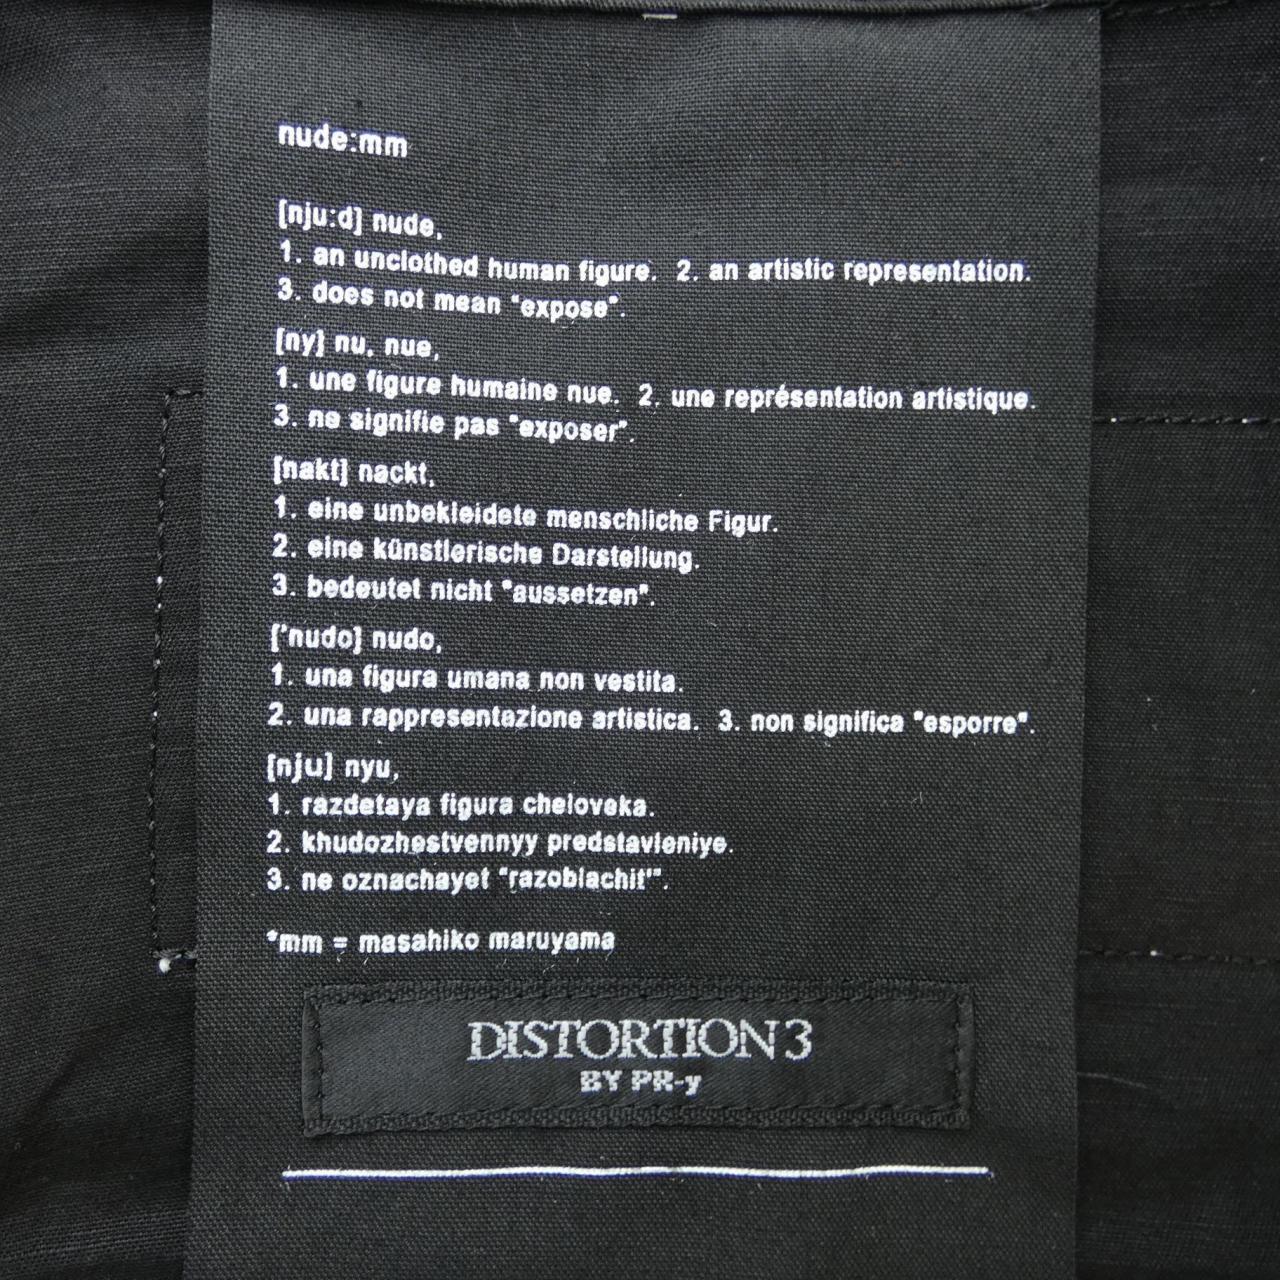 nude:mm
[nju:d] nude,
1. an unclothed human figure. 2. an artistic representation.
3. does not mean "expose".
[ny] nu, nue,
1. une figure humaine nue. 2. une représentation artistique.
3. ne signifie pas "exposer".
[nakt] nackt,
1. eine unbekleidete menschliche Figur.
2. eine künstlerische Darstellung.
3. bedeutet nicht "aussetzen".
['nudo] nudo,
1. una figura umana non vestita.
2. una rappresentazione artistica. 3. non significa "esporre".
[nju] nyu,
1. razdetaya figura cheloveka.
2. khudozhestvennyy predstavleniye.
3. ne oznachayet "razoblachit'".
*mm = masahiko maruyama
DISTORTION3
BY PR-y